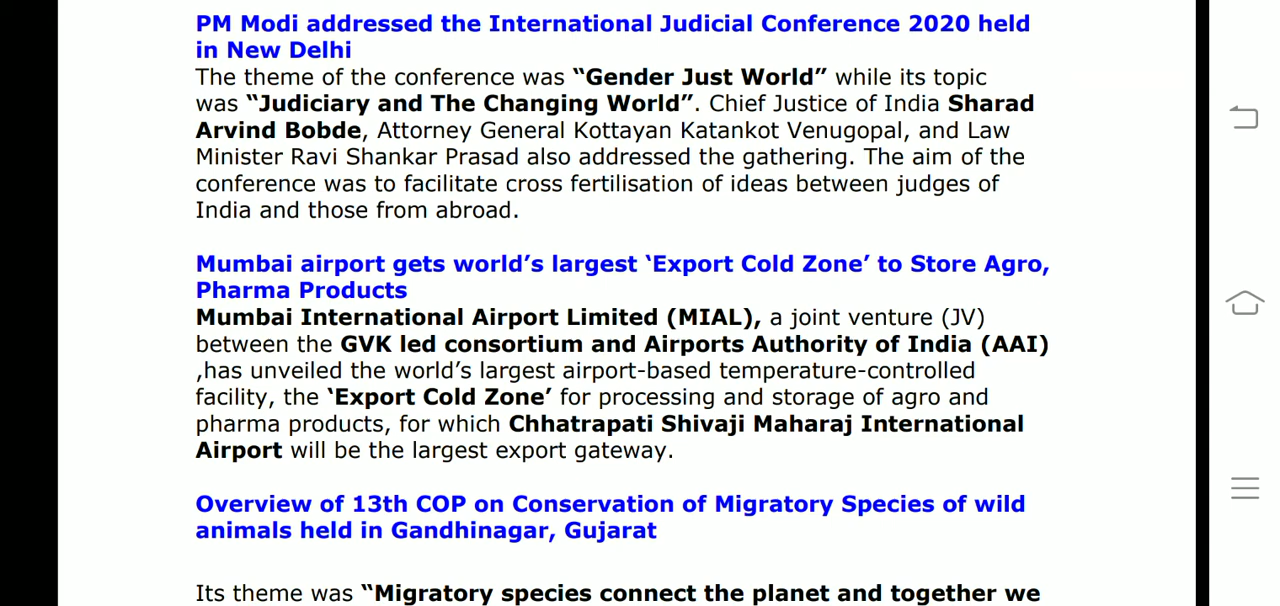 PM Modi addressed the International Judicial Conference 2020 held
in New Delhi
The theme of the conference was “Gender Just World” while its topic
was “Judiciary and The Changing World”. Chief Justice of India Sharad
Arvind Bobde, Attorney General Kottayan Katankot Venugopal, and Law
Minister Ravi Shankar Prasad also addressed the gathering. The aim of the
conference was to facilitate cross fertilisation of ideas between judges of
India and those from abroad.
Mumbai airport gets world’s largest ‘Export Cold Zone’ to Store Agro,
Pharma Products
Mumbai International Airport Limited (MIAL), a joint venture (JV)
between the GVK led consortium and Airports Authority of India (AAI)
,has unveiled the world’s largest airport-based temperature-controlled
facility, the ‘Export Cold Zone’ for processing and storage of agro and
pharma products, for which Chhatrapati Shivaji Maharaj International
Airport will be the largest export gateway.
Overview of 13th COP on Conservation of Migratory Species of wild
animals held in Gandhinagar, Gujarat
Its theme was “Migratory species connect the planet and together we